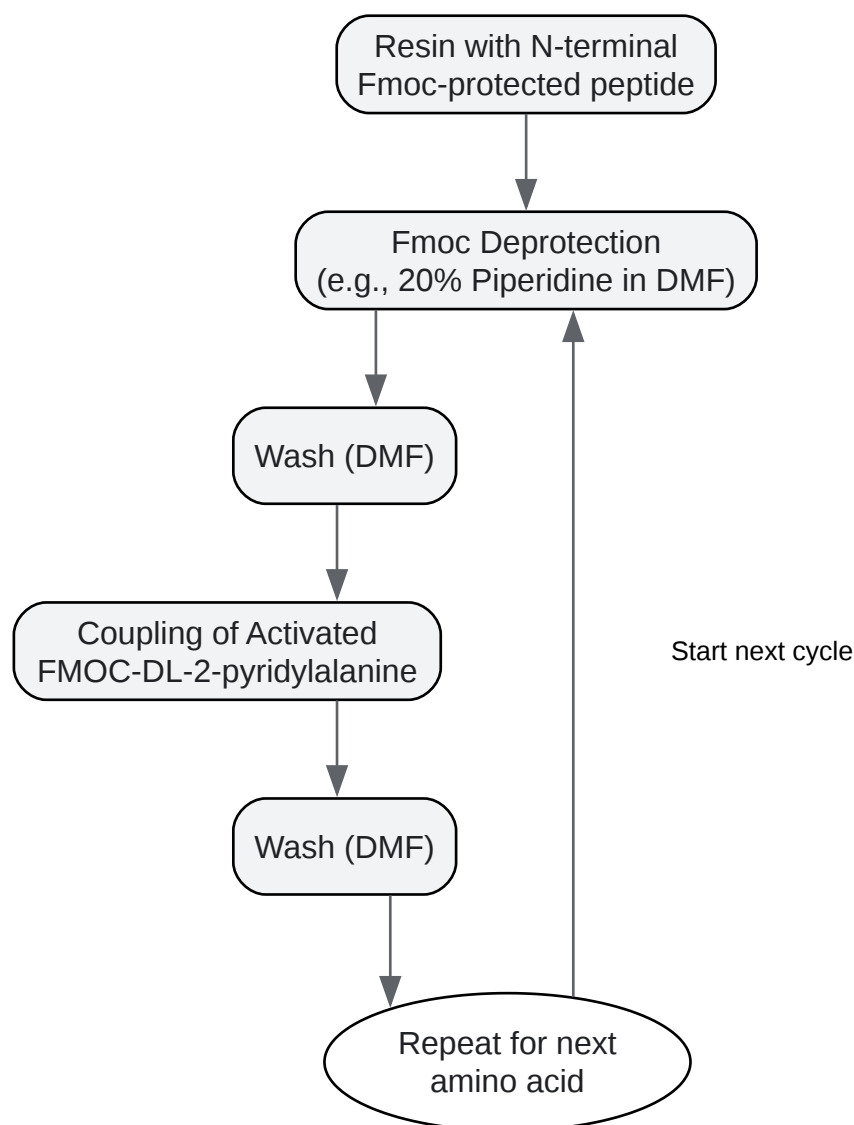 Resin with N-terminal
Fmoc-protected peptide
Fmoc Deprotection
(e.g., 20% Piperidine in DMF)
Wash (DMF)
Coupling of Activated
FMOC-DL-2-pyridylalanine
Start next cycle
Wash (DMF)
Repeat for next
amino acid